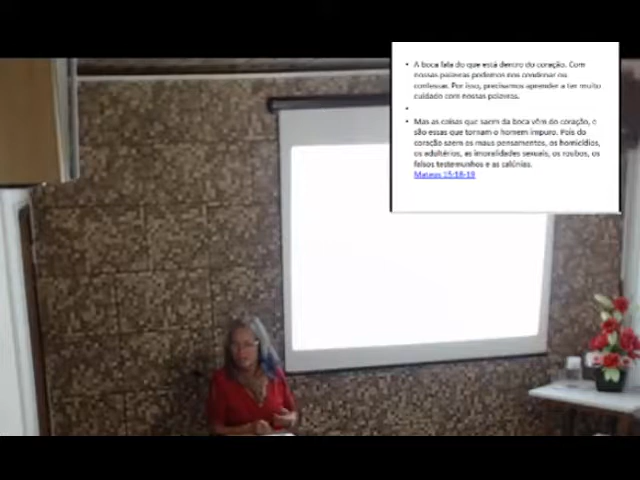 • A boca fala do que está dentro do coração. Com
nossas palavras podemos nos condenar ou
confessar. Por isso, precisamos aprender a ter muito
cuidado com nossas palavras.
•
• Mas as coisas que saem da boca vêm do coração, e
são essas que tornam o homem impuro. Pois do
coração saem os maus pensamentos, os homicídios,
os adultérios, as imoralidades sexuais, os roubos, os
falsos testemunhos e as calúnias.
Mateus 15:18-19